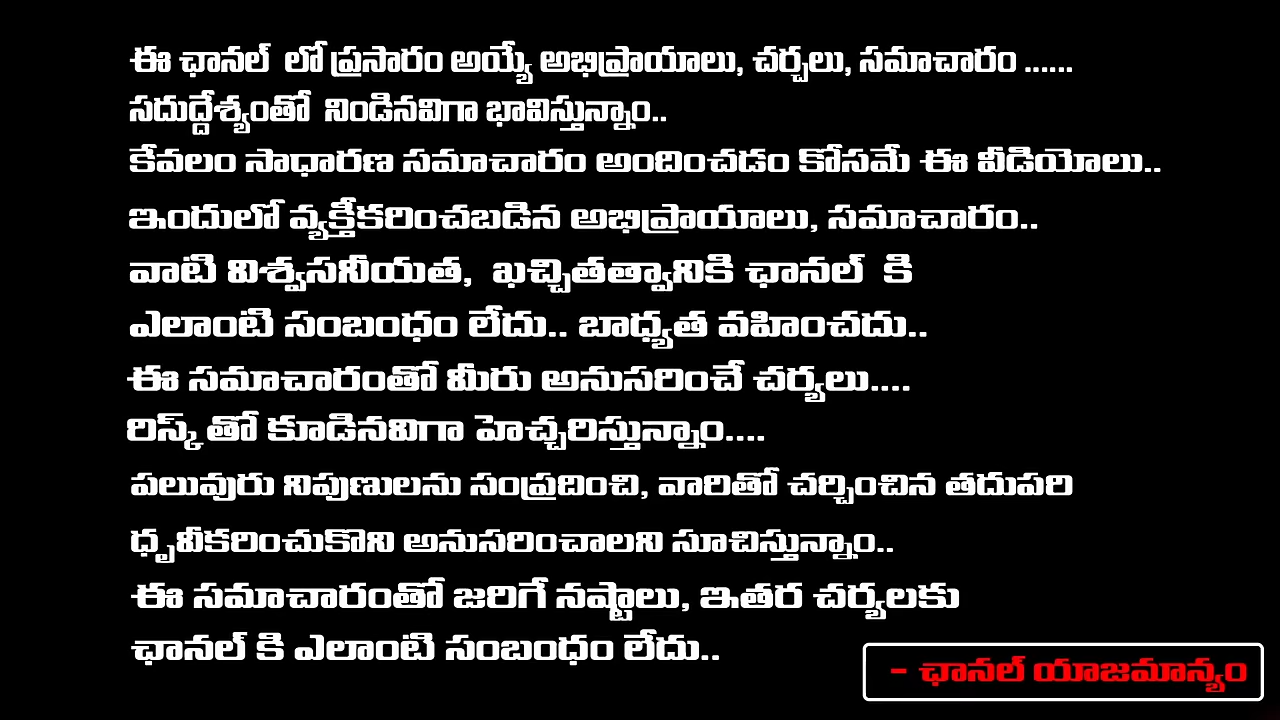 ఈ ఛానల్ లో ప్రసారం అయ్యే అభిప్రాయాలు, చర్చలు, సమాచారం ......
సదుద్దేశ్యంతో నిండినవిగా భావిస్తున్నాం..
కేవలం సాధారణ సమాచారం అందించడం కోసమే ఈ వీడియోలు..
ఇందులో వ్యక్తీకరించబడిన అభిప్రాయాలు, సమాచారం..
వాటి విశ్వసనీయత, ఖచ్చితత్వానికి ఛానల్ కి
ఎలాంటి సంబంధం లేదు.. బాధ్యత వహించదు..
ఈ సమాచారంతో మీరు అనుసరించే చర్యలు....
రిస్క్ తో కూడినవిగా హెచ్చరిస్తున్నాం....
పలువురు నిపుణులను సంప్రదించి, వారితో చర్చించిన తదుపరి
ధృవీకరించుకొని అనుసరించాలని సూచిస్తున్నాం..
ఈ సమాచారంతో జరిగే నష్టాలు, ఇతర చర్యలకు
ఛానల్ కి ఎలాంటి సంబంధం లేదు..
- ఛానల్ యాజమాన్యం